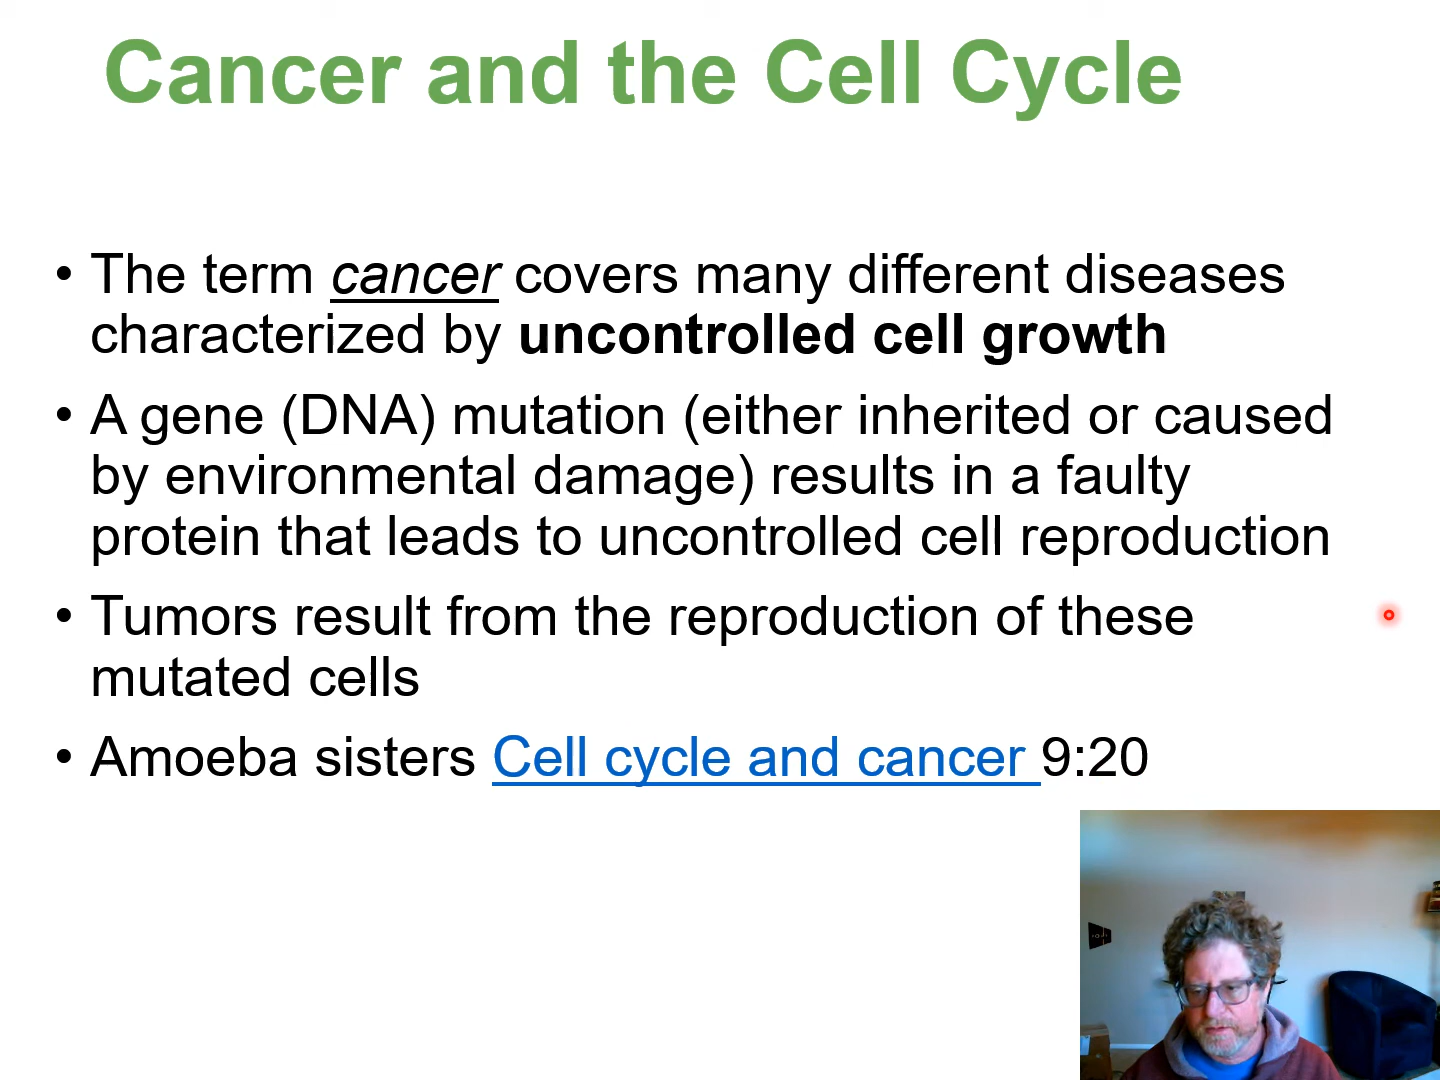 Cancer and the Cell Cycle
• The term cancer covers many different diseases
characterized by uncontrolled cell growth
• A gene (DNA) mutation (either inherited or caused
by environmental damage) results in a faulty
protein that leads to uncontrolled cell reproduction
• Tumors result from the reproduction of these
mutated cells
• Amoeba sisters Cell cycle and cancer 9:20